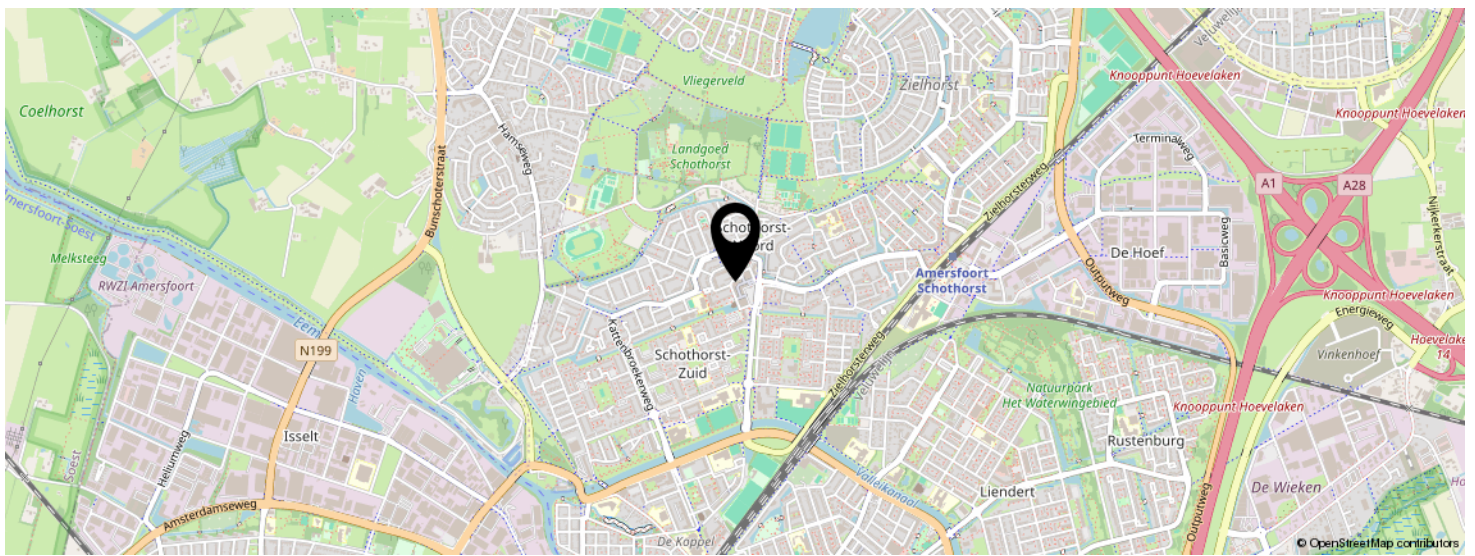 Coelhorst
Vliegerveld
Landgoed
Schothorst
Hamseweg
Bunschoterstraat
Zielhorst
Knooppunt Hoevelaken
Knooppunt Hoevelaken
Terminalweg
A1
A28
Nijkerkerstraat
Zielhorsterweg
Amersfoort-Soest
Melksteeg
RWZI Amersfoort
De Hoef
Basicweg
Amersfoort
Schothorst
Outputweg
Knooppunt Hoevelaken
Energieweg
Vinkenhoef
Hoevelaken
14
N199
Eem
Haven
Kattenbroekerweg
Schothorst-
Zuid
Zielhorsterweg
Veluwelijn
Natuurpark
Het Waterwingebied
Knooppunt Hoevelaken
Rustenburg
Isselt
Heliumweg
Soest
Amsterdamseweg
De Koppel
Valleikanaal
Liendert
Outputweg
De Wieken
© OpenStreetMap contributors